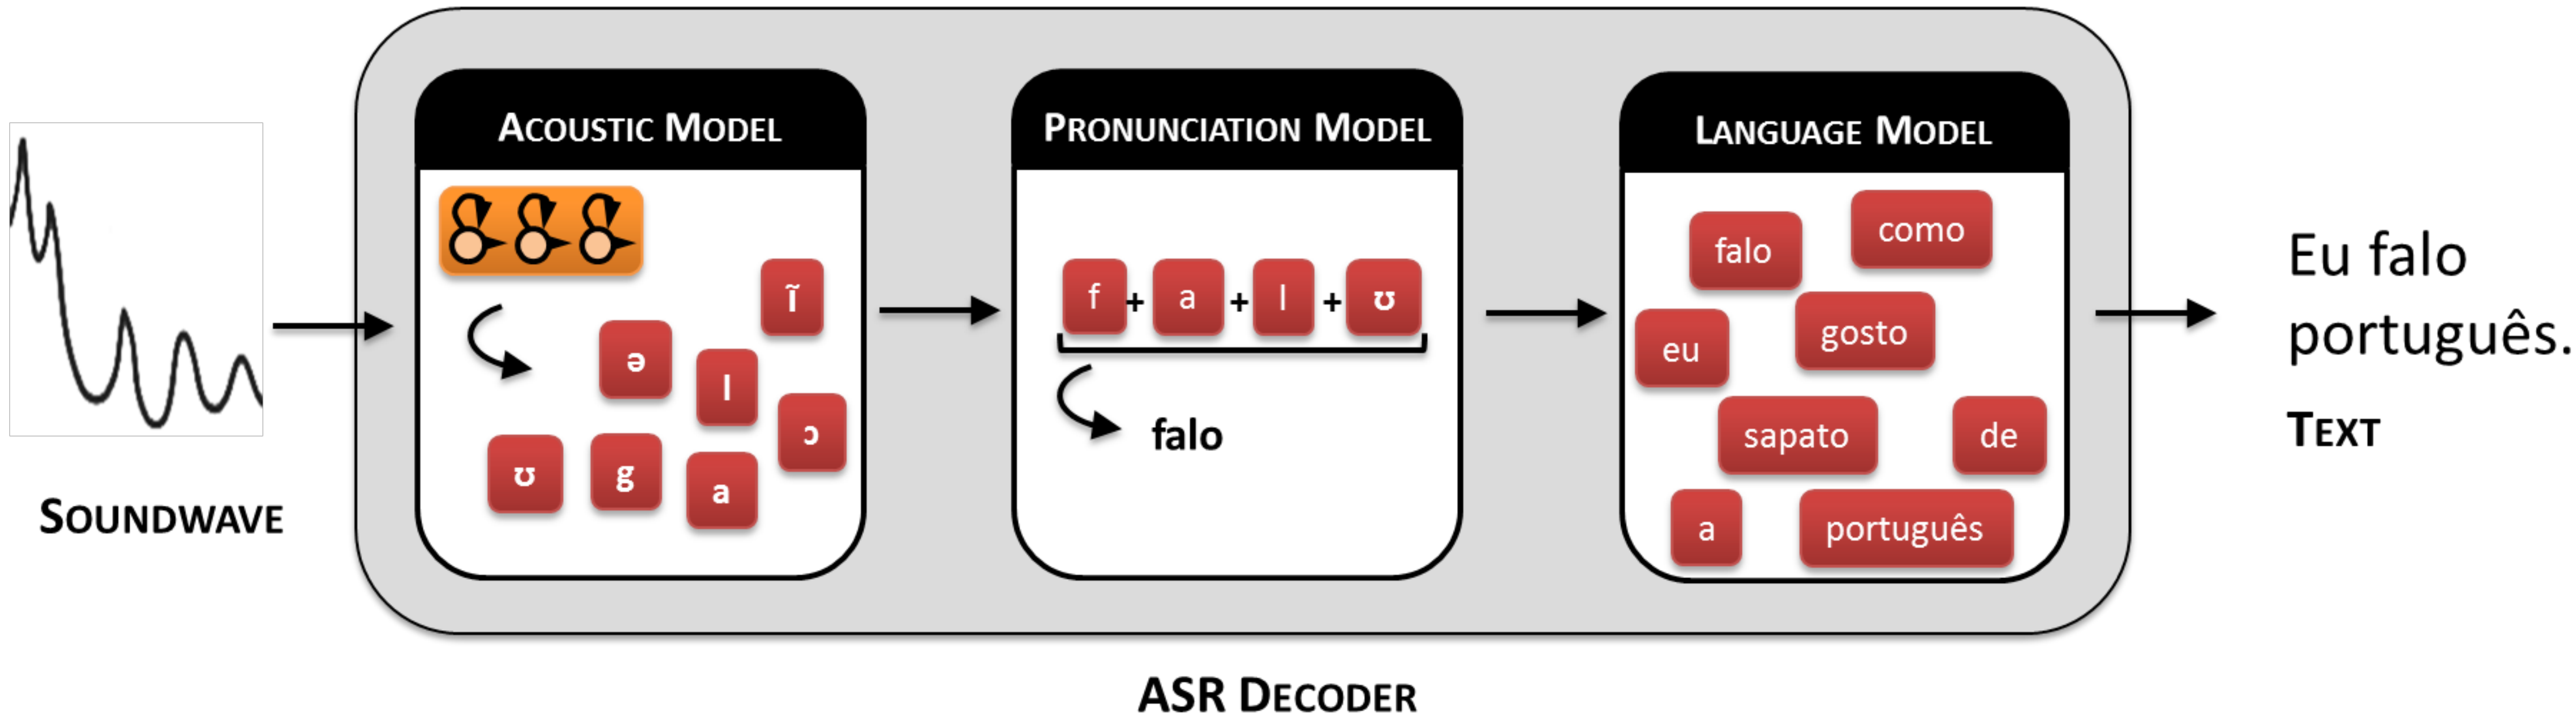 SOUNDWAVE
ACOUSTIC MODEL
ĩ
ə
l
ɔ
ʊ
g
a
PRONUNCIATION MODEL
f + a + l + ʊ
falo
LANGUAGE MODEL
falo
como
eu
gosto
sapato
de
a
português
Eu falo
português.
TEXT
ASR DECODER